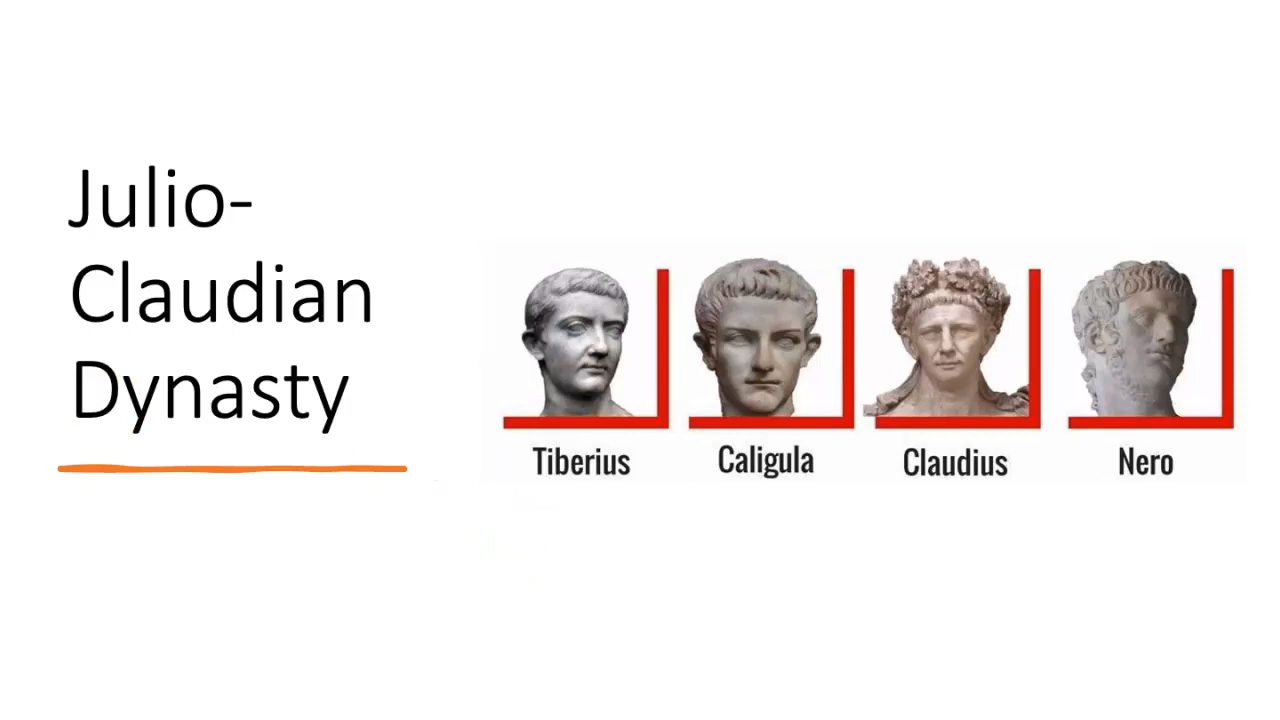 Julio-
Claudian
Dynasty
Tiberius
Caligula
Claudius
Nero